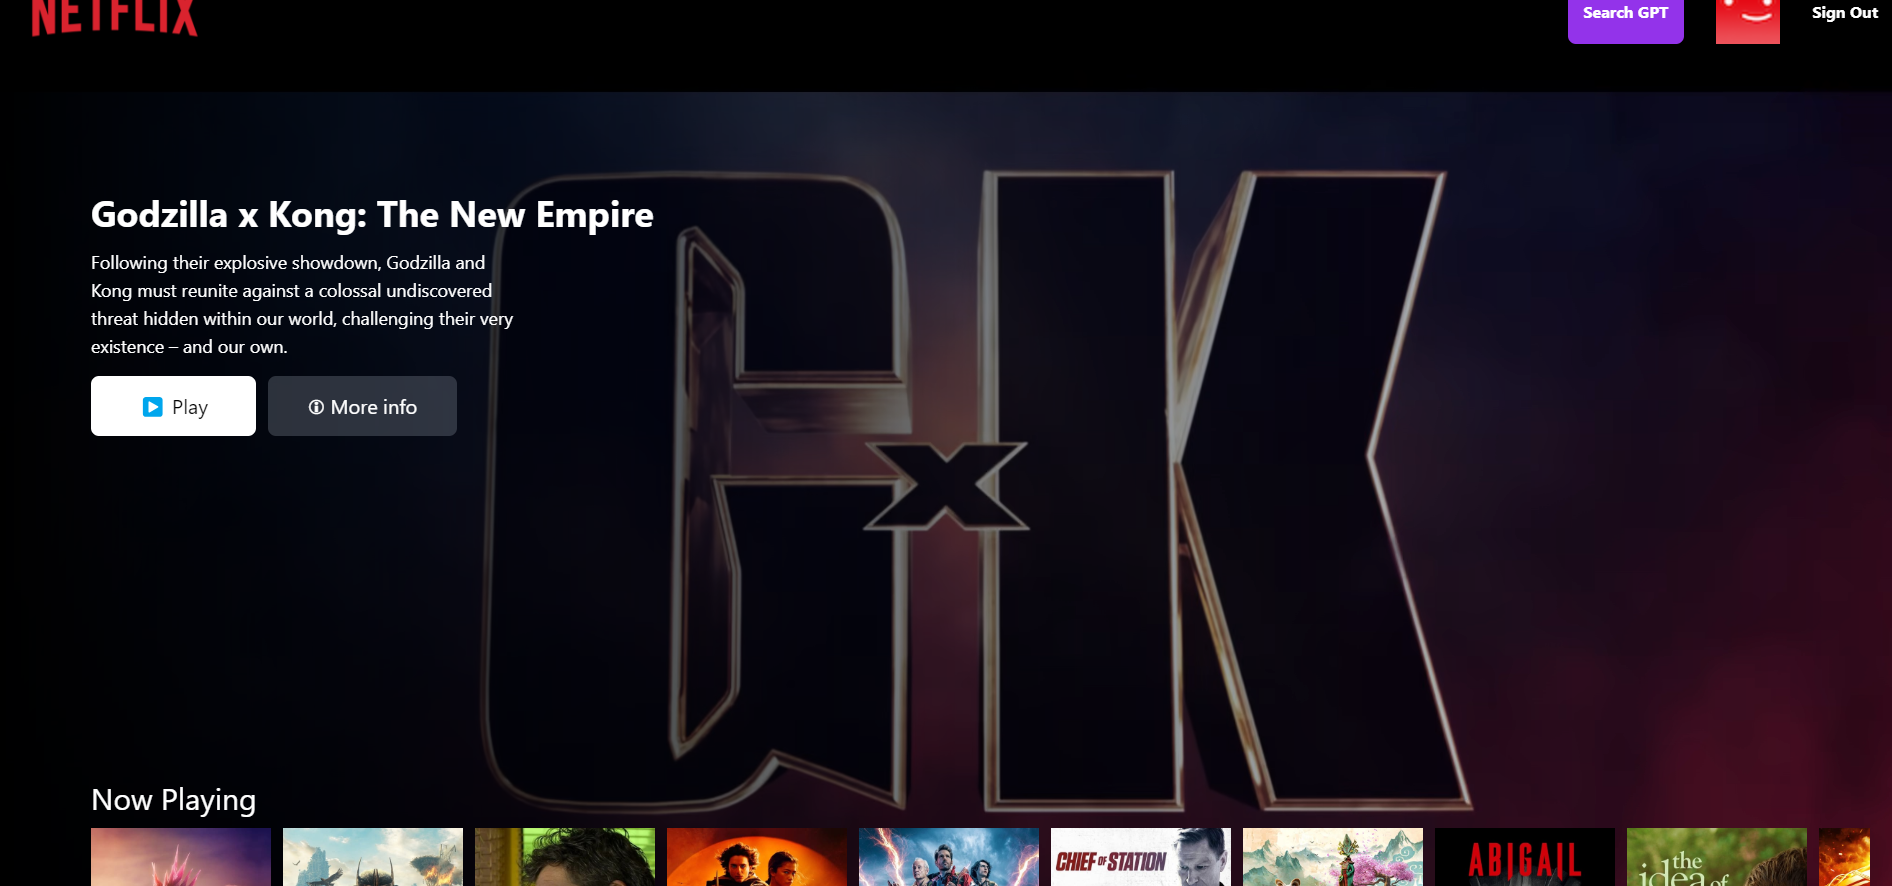 NETFLIX
Search GPT
Sign Out
Godzilla x Kong: The New Empire
Following their explosive showdown, Godzilla and
Kong must reunite against a colossal undiscovered
threat hidden within our world, challenging their very
existence – and our own.
Play
More info
G x K
Now Playing
CHIEF OF STATION
ABIGAIL
the
idea of